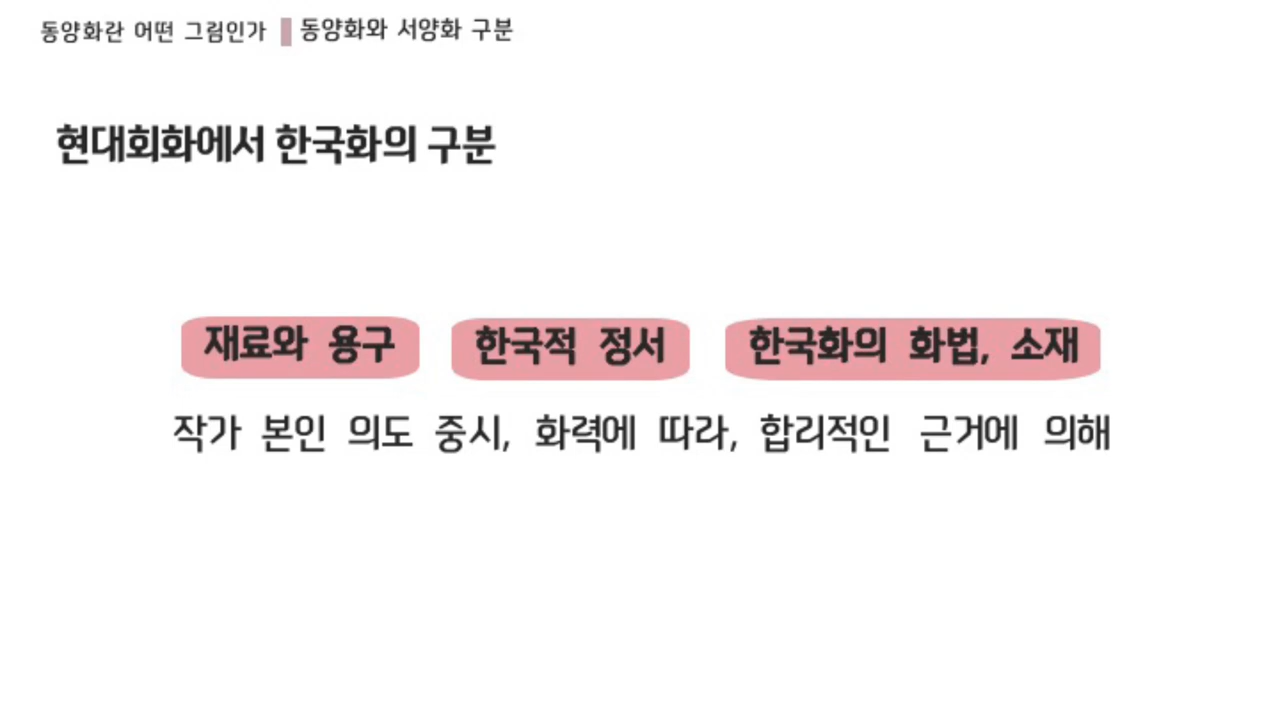 동양화란 어떤 그림인가 동양화와 서양화 구분
현대회화에서 한국화의 구분
재료와 용구 한국적 정서 한국화의 화법, 소재
작가 본인 의도 중시, 화력에 따라, 합리적인 근거에 의해